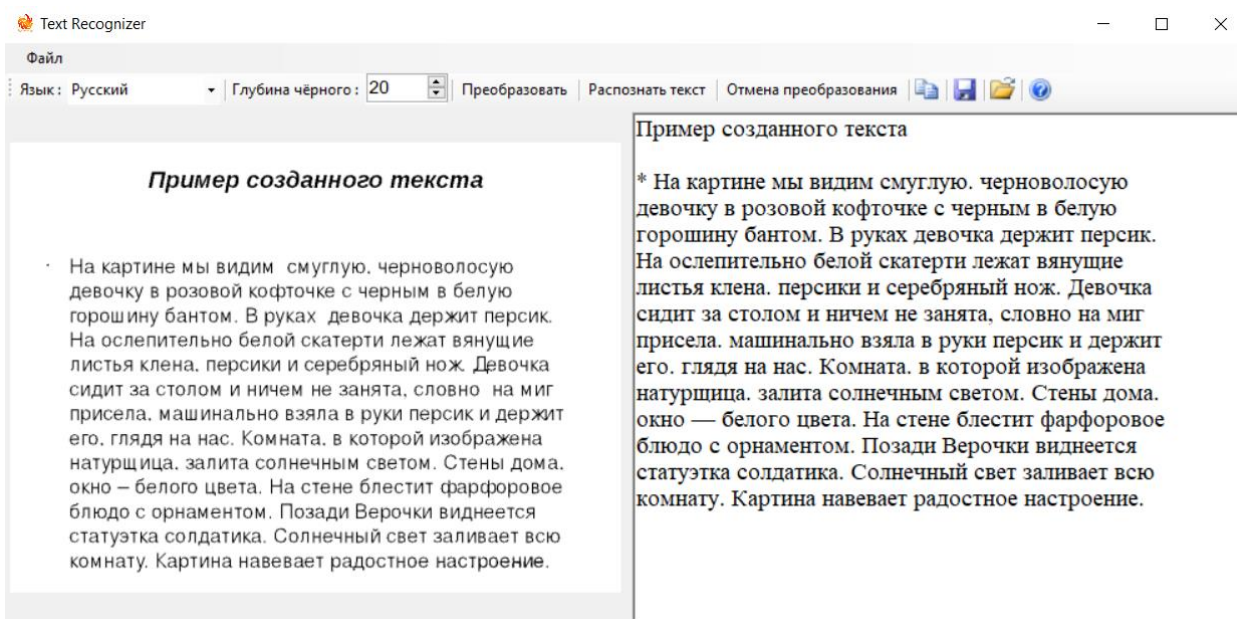 Text Recognizer
Файл
Язык: Русский Глубина чёрного: 20 Преобразовать Распознать текст Отмена преобразования
Пример созданного текста
· На картине мы видим смуглую, черноволосую
девочку в розовой кофточке с черным в белую
горошину бантом. В руках девочка держит персик.
На ослепительно белой скатерти лежат вянущие
листья клена, персики и серебряный нож. Девочка
сидит за столом и ничем не занята, словно на миг
присела, машинально взяла в руки персик и держит
его, глядя на нас. Комната, в которой изображена
натурщица, залита солнечным светом. Стены дома,
окно – белого цвета. На стене блестит фарфоровое
блюдо с орнаментом. Позади Верочки виднеется
статуэтка солдатика. Солнечный свет заливает всю
комнату. Картина навевает радостное настроение.
Пример созданного текста
* На картине мы видим смуглую. черноволосую
девочку в розовой кофточке с черным в белую
горошину бантом. В руках девочка держит персик.
На ослепительно белой скатерти лежат вянущие
листья клена. персики и серебряный нож. Девочка
сидит за столом и ничем не занята, словно на миг
присела. машинально взяла в руки персик и держит
его. глядя на нас. Комната. в которой изображена
натурщица. залита солнечным светом. Стены дома.
окно — белого цвета. На стене блестит фарфоровое
блюдо с орнаментом. Позади Верочки виднеется
статуэтка солдатика. Солнечный свет заливает всю
комнату. Картина навевает радостное настроение.